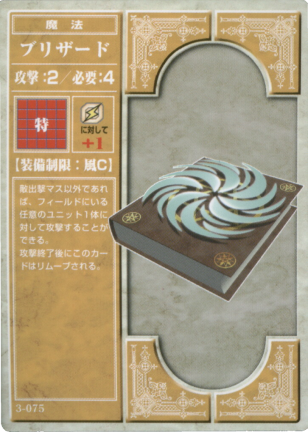 魔法
ブリザード
攻撃:2／必要:4
特
に対して
+1
【装備制限：風C】
敵出撃マス以外であれ
ば、フィールドにいる
任意のユニット1体に
対して攻撃することが
できる。
攻撃終了後にこのカー
ドはリムーブされる。
3-075